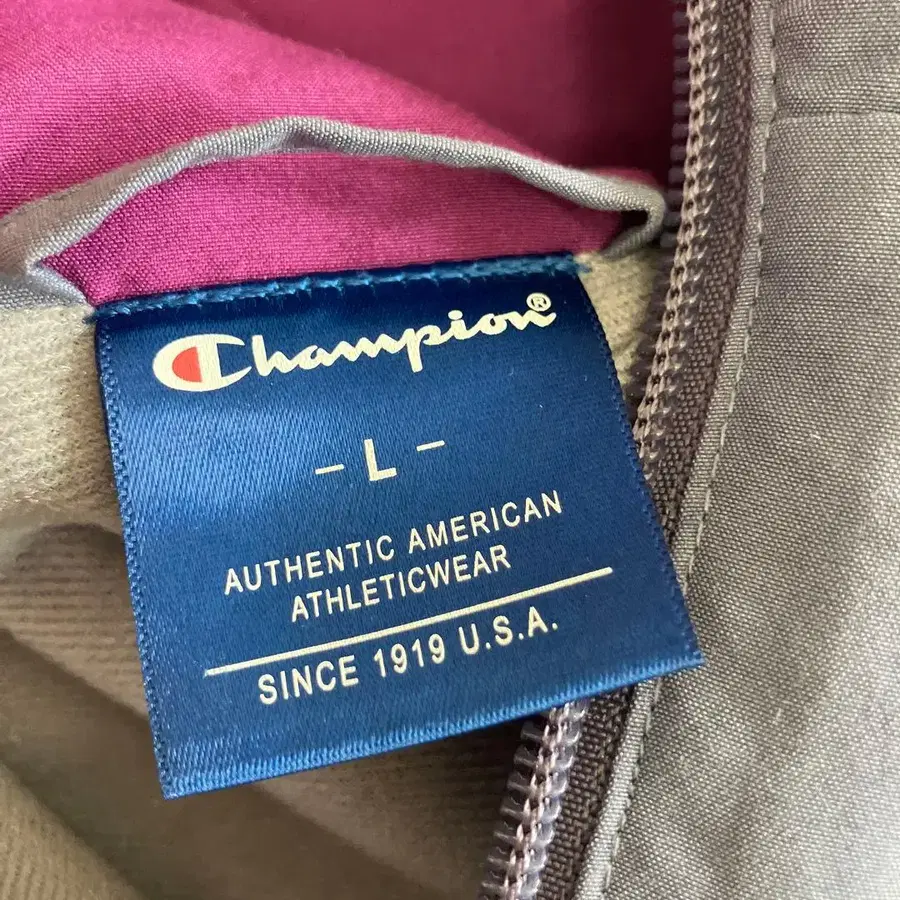 Champion®
- L -
AUTHENTIC AMERICAN
ATHLETICWEAR
SINCE 1919 U.S.A.